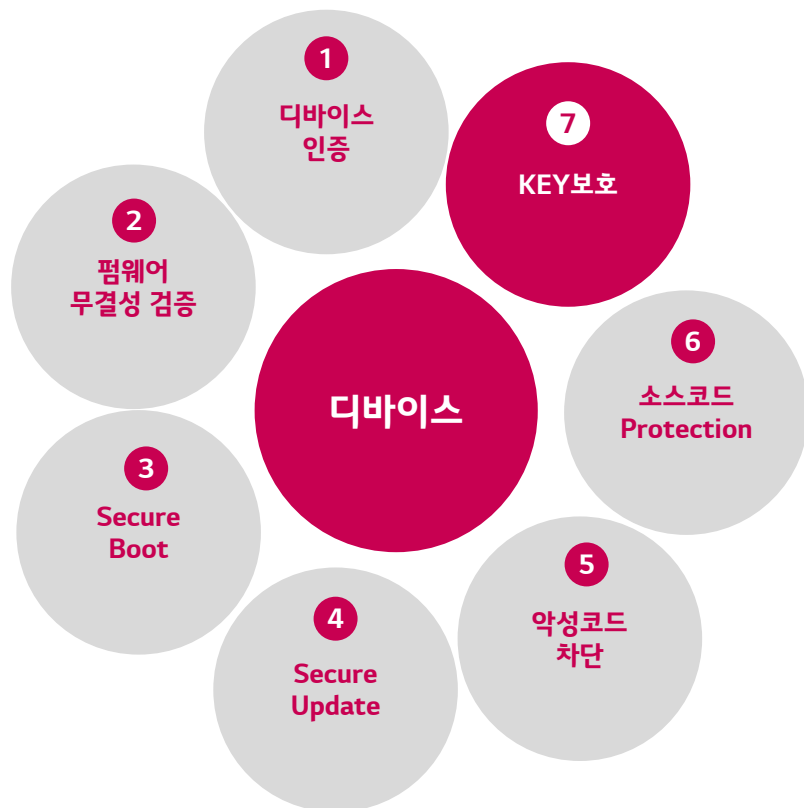 1
디바이스
인증
2
펌웨어
무결성 검증
3
Secure
Boot
4
Secure
Update
5
악성코드
차단
6
소스코드
Protection
7
KEY보호
디바이스